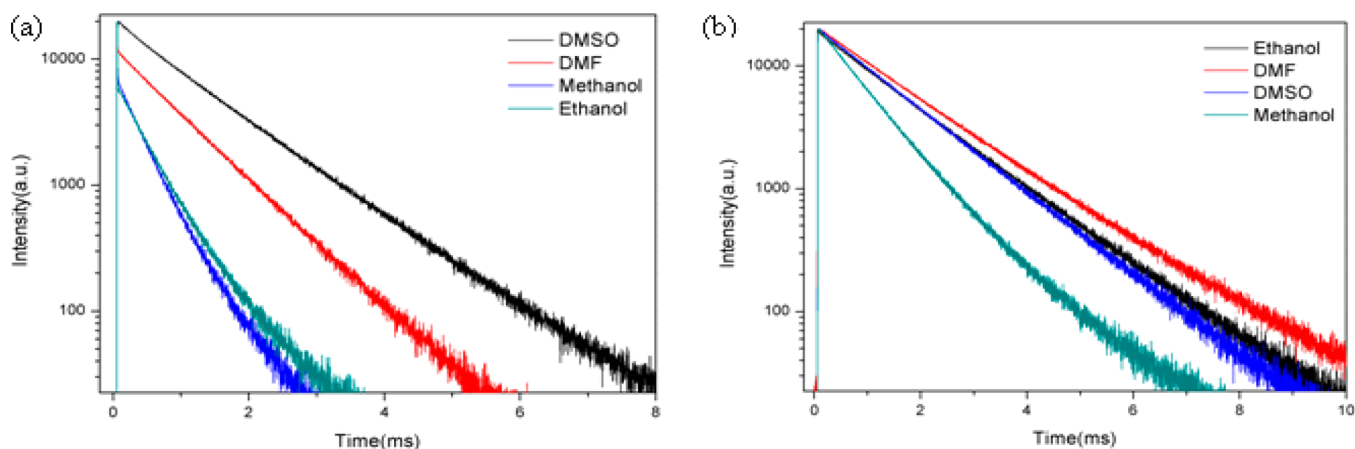 (a)
DMSO
DMF
Methanol
Ethanol
10000
1000
100
Intensity(a.u.)
0 2 4 6 8
Time(ms)
(b)
Ethanol
DMF
DMSO
Methanol
10000
1000
100
Intensity(a.u.)
0 2 4 6 8 10
Time(ms)